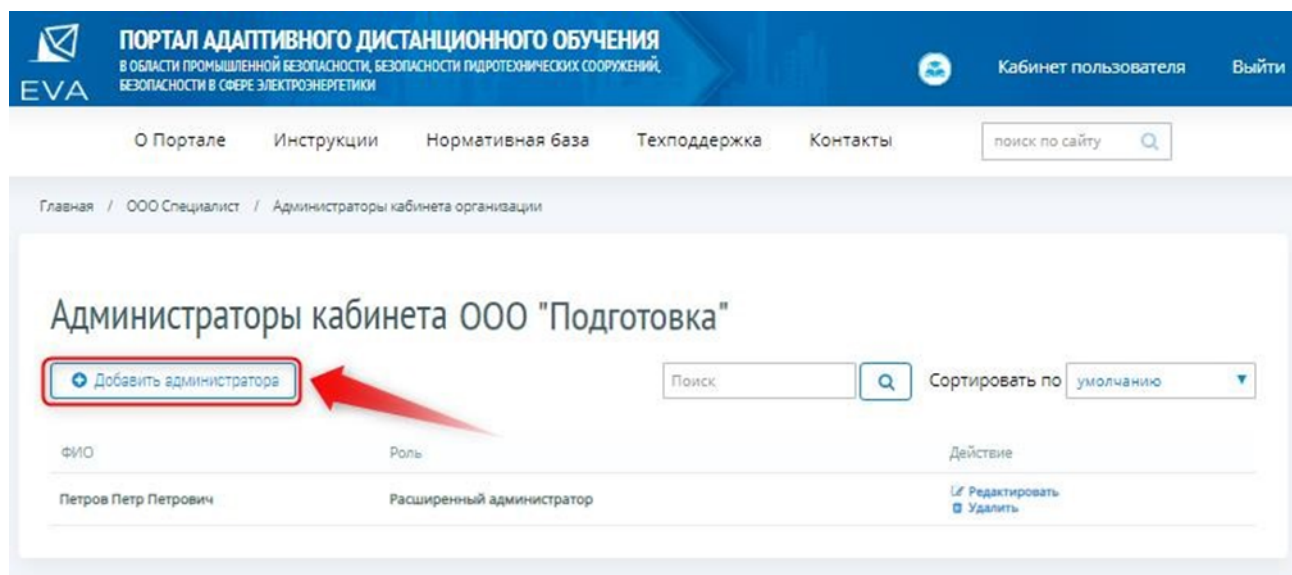 EVA
ПОРТАЛ АДАПТИВНОГО ДИСТАНЦИОННОГО ОБУЧЕНИЯ
В ОБЛАСТИ ПРОМЫШЛЕННОЙ БЕЗОПАСНОСТИ, БЕЗОПАСНОСТИ ГИДРОТЕХНИЧЕСКИХ СООРУЖЕНИЙ,
БЕЗОПАСНОСТИ В СФЕРЕ ЭЛЕКТРОЭНЕРГЕТИКИ
Кабинет пользователя Выйти
О Портале Инструкции Нормативная база Техподдержка Контакты поиск по сайту
Главная / ООО Специалист / Администраторы кабинета организации
Администраторы кабинета ООО "Подготовка"
Добавить администратора Поиск Сортировать по умолчанию
ФИО Роль Действие
Петров Петр Петрович Расширенный администратор Редактировать
Удалить